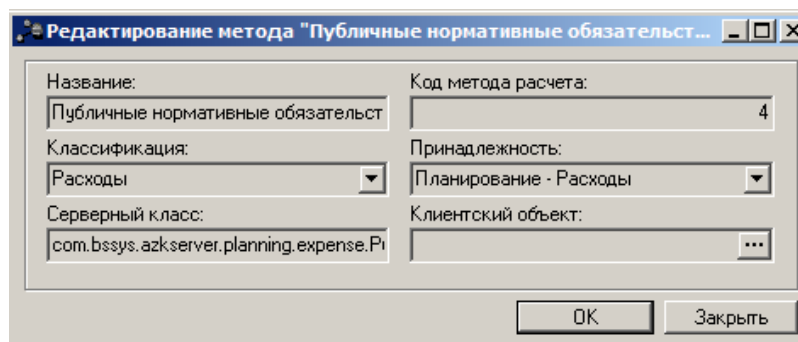 Редактирование метода "Публичные нормативные обязательст...
Название:
Код метода расчета:
Публичные нормативные обязательст
4
Классификация:
Принадлежность:
Расходы
Планирование - Расходы
Серверный класс:
Клиентский объект:
com.bssys.azkserver.planning.expense.P
...
OK
Закрыть